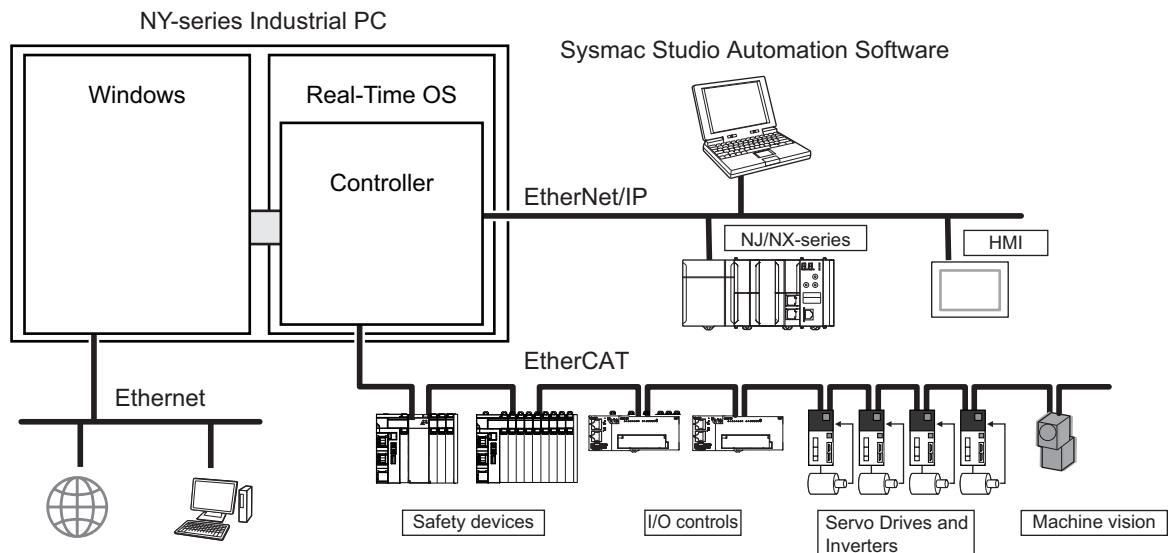 NY-series Industrial PC
Sysmac Studio Automation Software
Windows
Real-Time OS
Controller
EtherNet/IP
NJ/NX-series
HMI
EtherCAT
Ethernet
Safety devices
I/O controls
Servo Drives and
Inverters
Machine vision